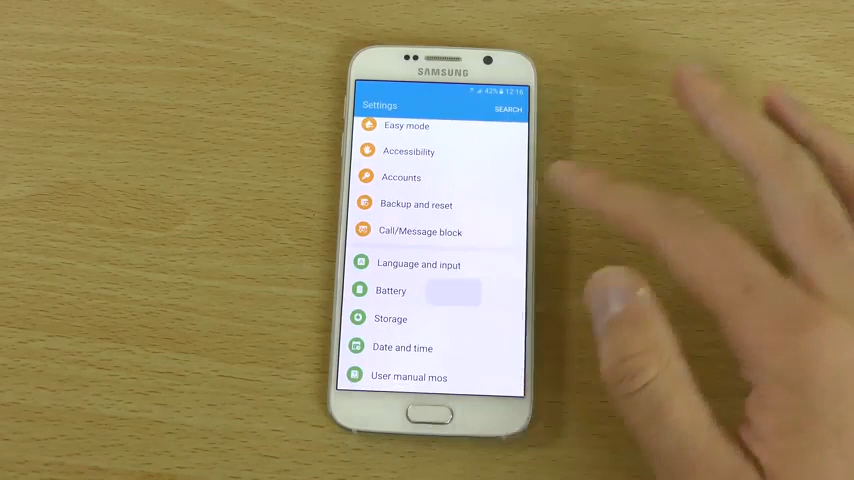 SAMSUNG
42% 12:16
Settings
SEARCH
Easy mode
Accessibility
Accounts
Backup and reset
Call/Message block
Language and input
Battery
Storage
Date and time
User manual mos